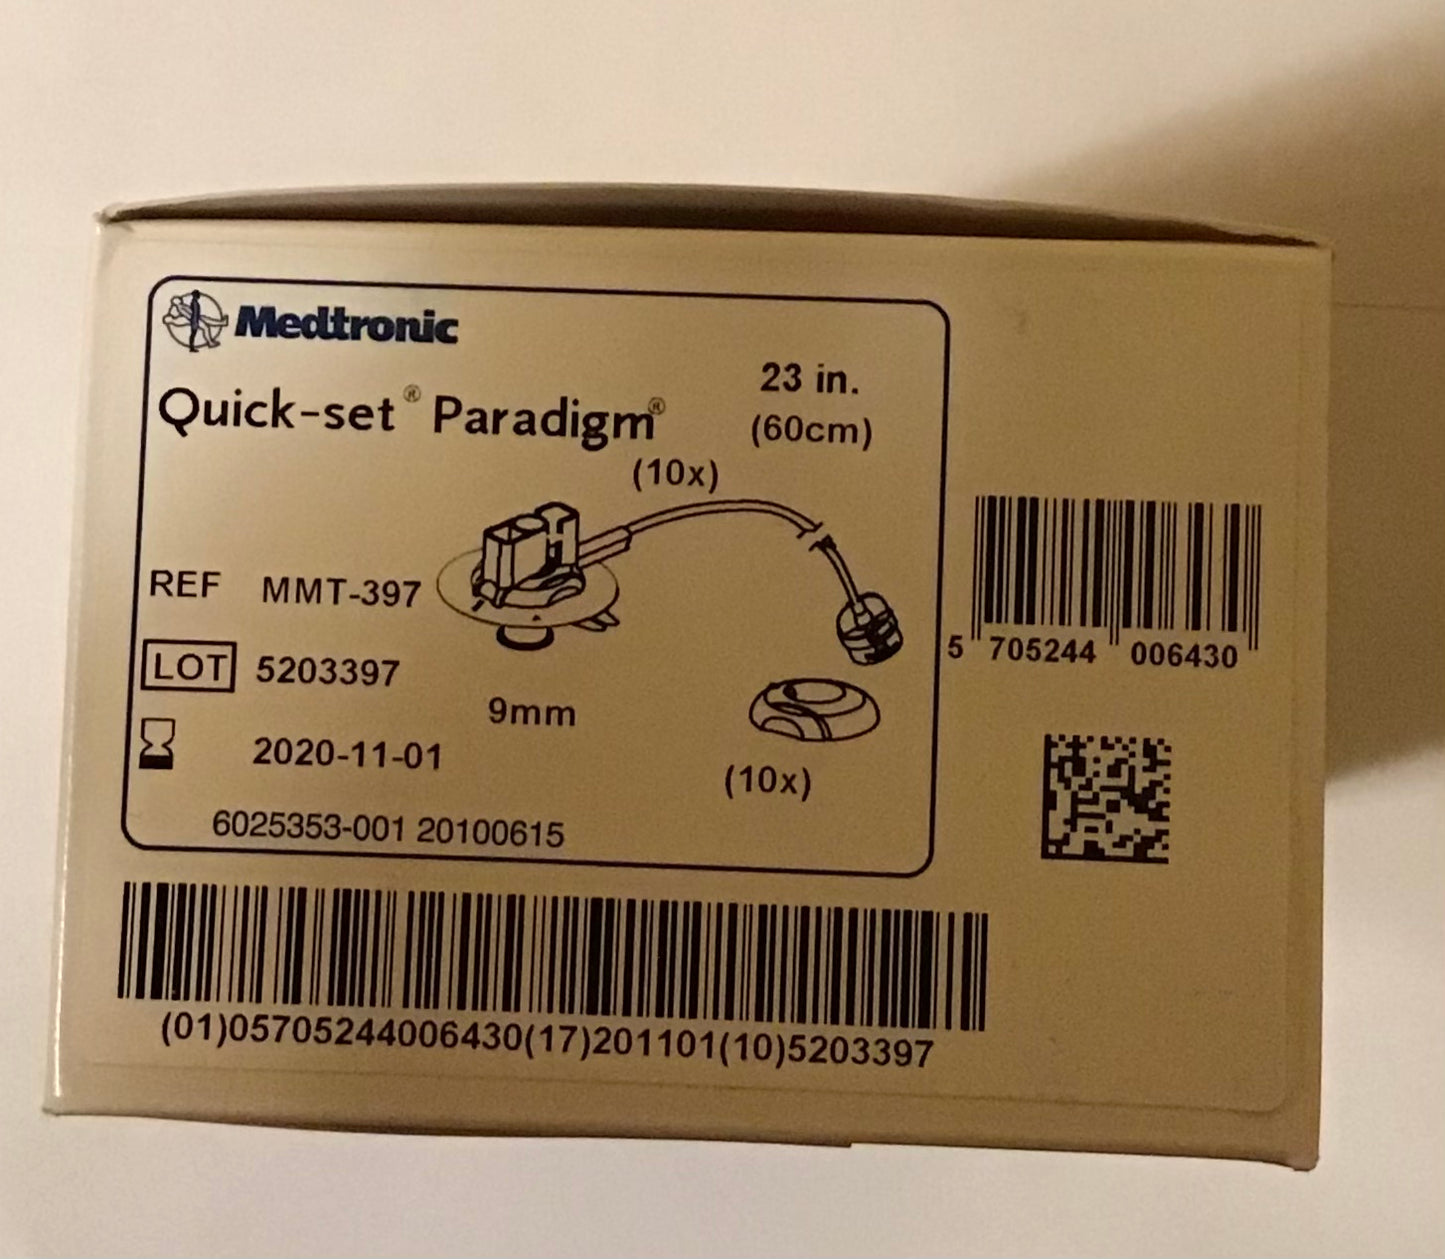 Medtronic
Quick-set® Paradigm®
23 in.
(60cm)
(10x)
REF MMT-397
LOT 5203397
9mm
2020-11-01
(10x)
6025353-001 20100615
5 705244 006430
(01)05705244006430(17)201101(10)5203397